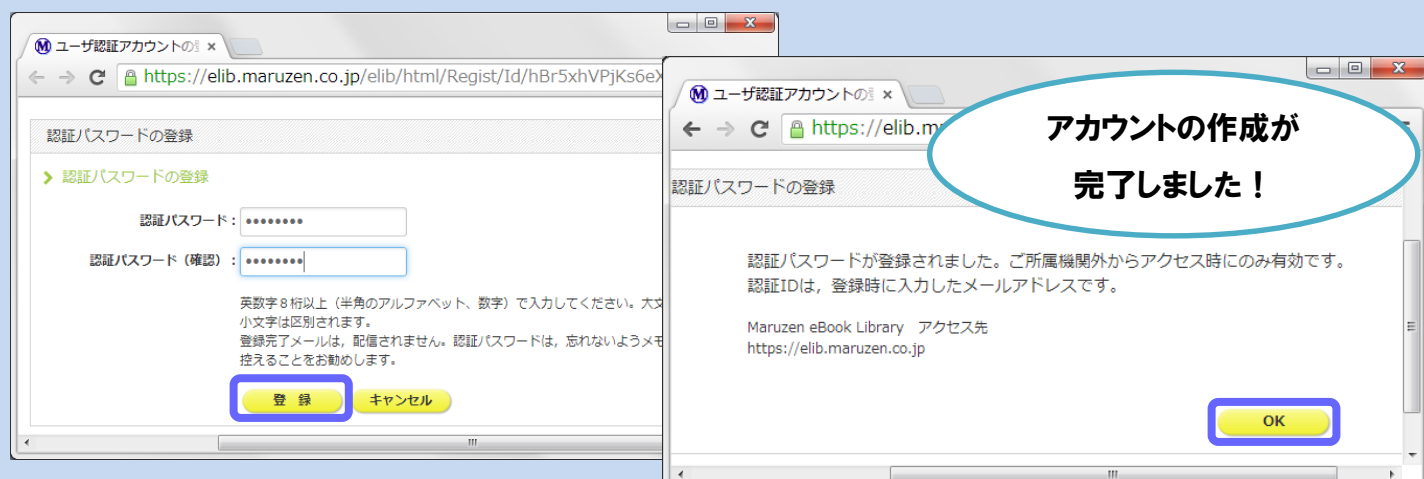 ユーザ認証アカウントの
https://elib.maruzen.co.jp/elib/html/Regist/Id/hBr5xhVPjKs6eX
認証パスワードの登録
認証パスワードの登録
認証パスワード：
認証パスワード（確認）：
英数字８桁以上（半角のアルファベット、数字）で入力してください。大文
小文字は区別されます。
登録完了メールは，配信されません。認証パスワードは，忘れないようメモ
控えることをお勧めします。
登 録
キャンセル
ユーザ認証アカウントの
https://elib.m
アカウントの作成が
完了しました！
認証パスワードの登録
認証パスワードが登録されました。ご所属機関外からアクセス時にのみ有効です。
認証IDは，登録時に入力したメールアドレスです。
Maruzen eBook Library　アクセス先
https://elib.maruzen.co.jp
OK